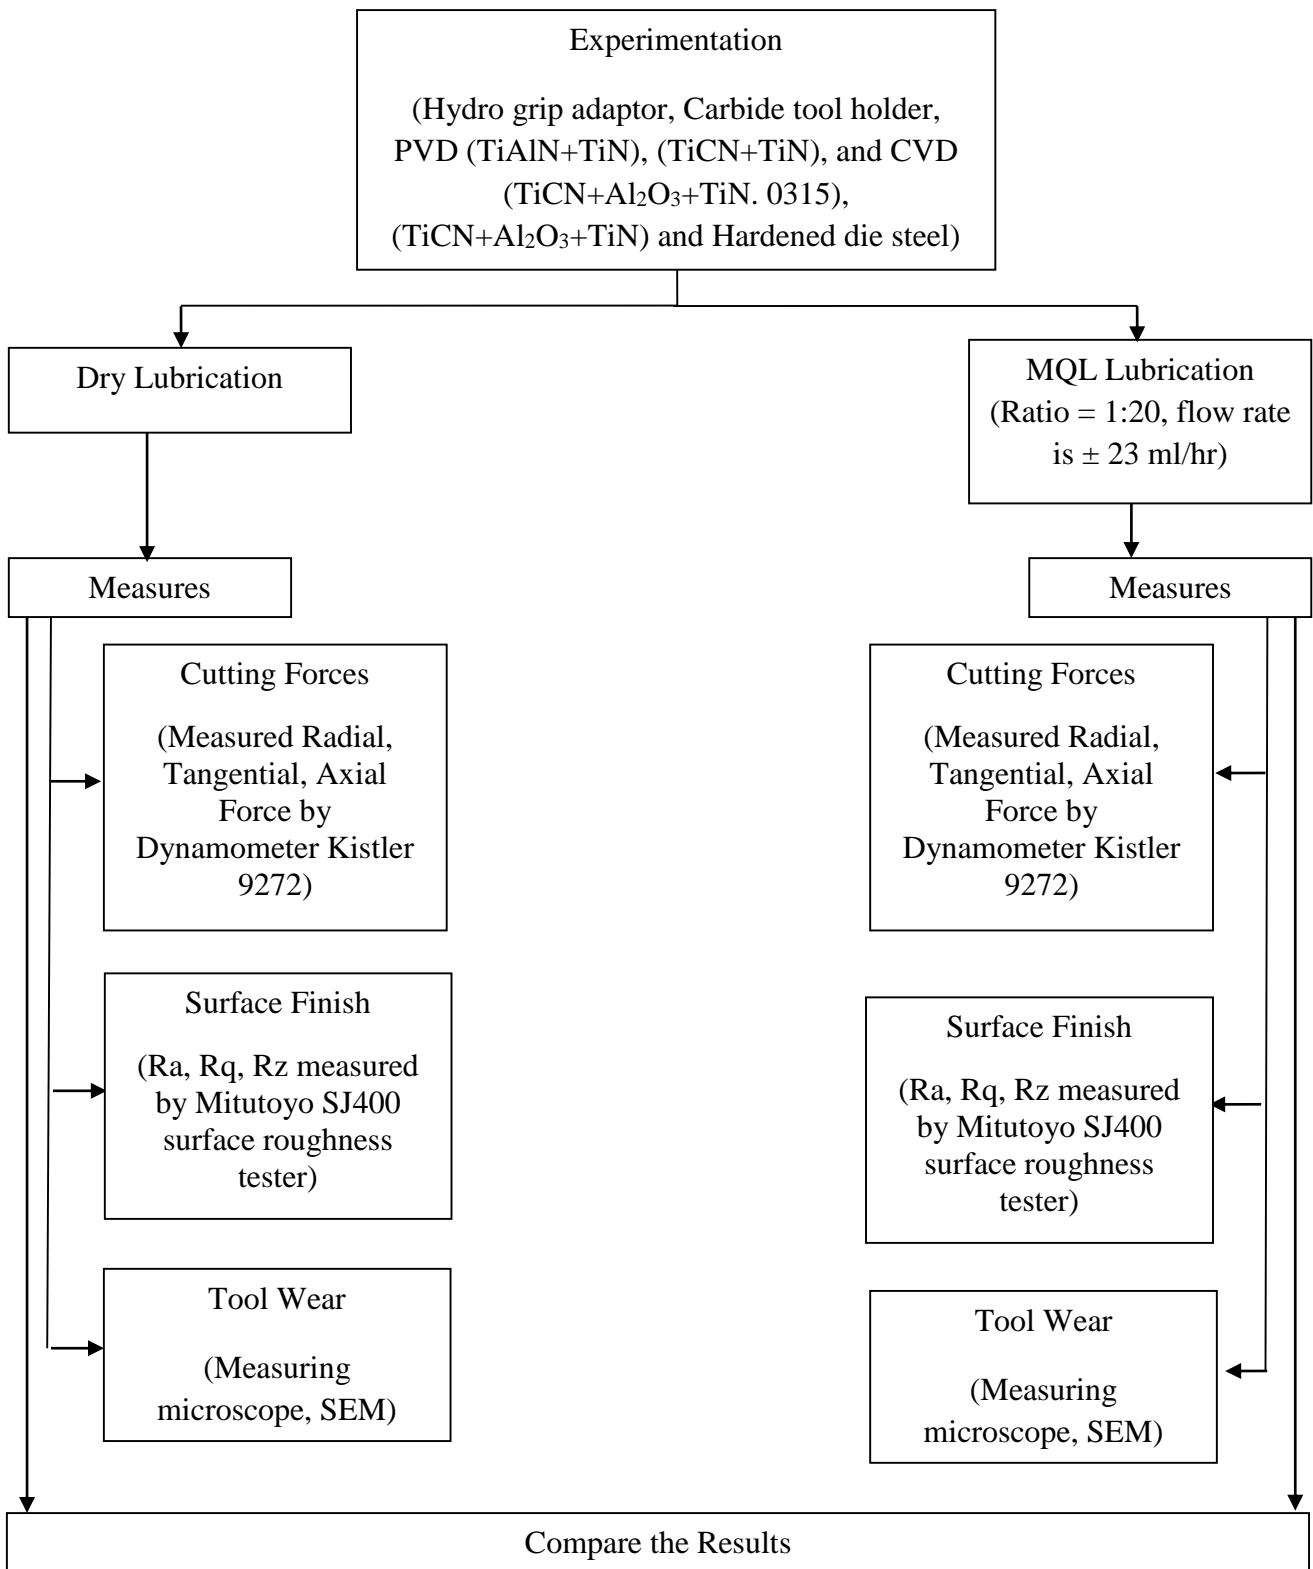 Experimentation
(Hydro grip adaptor, Carbide tool holder,
PVD (TiAlN+TiN), (TiCN+TiN), and CVD
(TiCN+Al₂O₃+TiN. 0315),
(TiCN+Al₂O₃+TiN) and Hardened die steel)
Dry Lubrication
MQL Lubrication
(Ratio = 1:20, flow rate
is ± 23 ml/hr)
Measures
Measures
Cutting Forces
(Measured Radial,
Tangential, Axial
Force by
Dynamometer Kistler
9272)
Cutting Forces
(Measured Radial,
Tangential, Axial
Force by
Dynamometer Kistler
9272)
Surface Finish
(Ra, Rq, Rz measured
by Mitutoyo SJ400
surface roughness
tester)
Surface Finish
(Ra, Rq, Rz measured
by Mitutoyo SJ400
surface roughness
tester)
Tool Wear
(Measuring
microscope, SEM)
Tool Wear
(Measuring
microscope, SEM)
Compare the Results